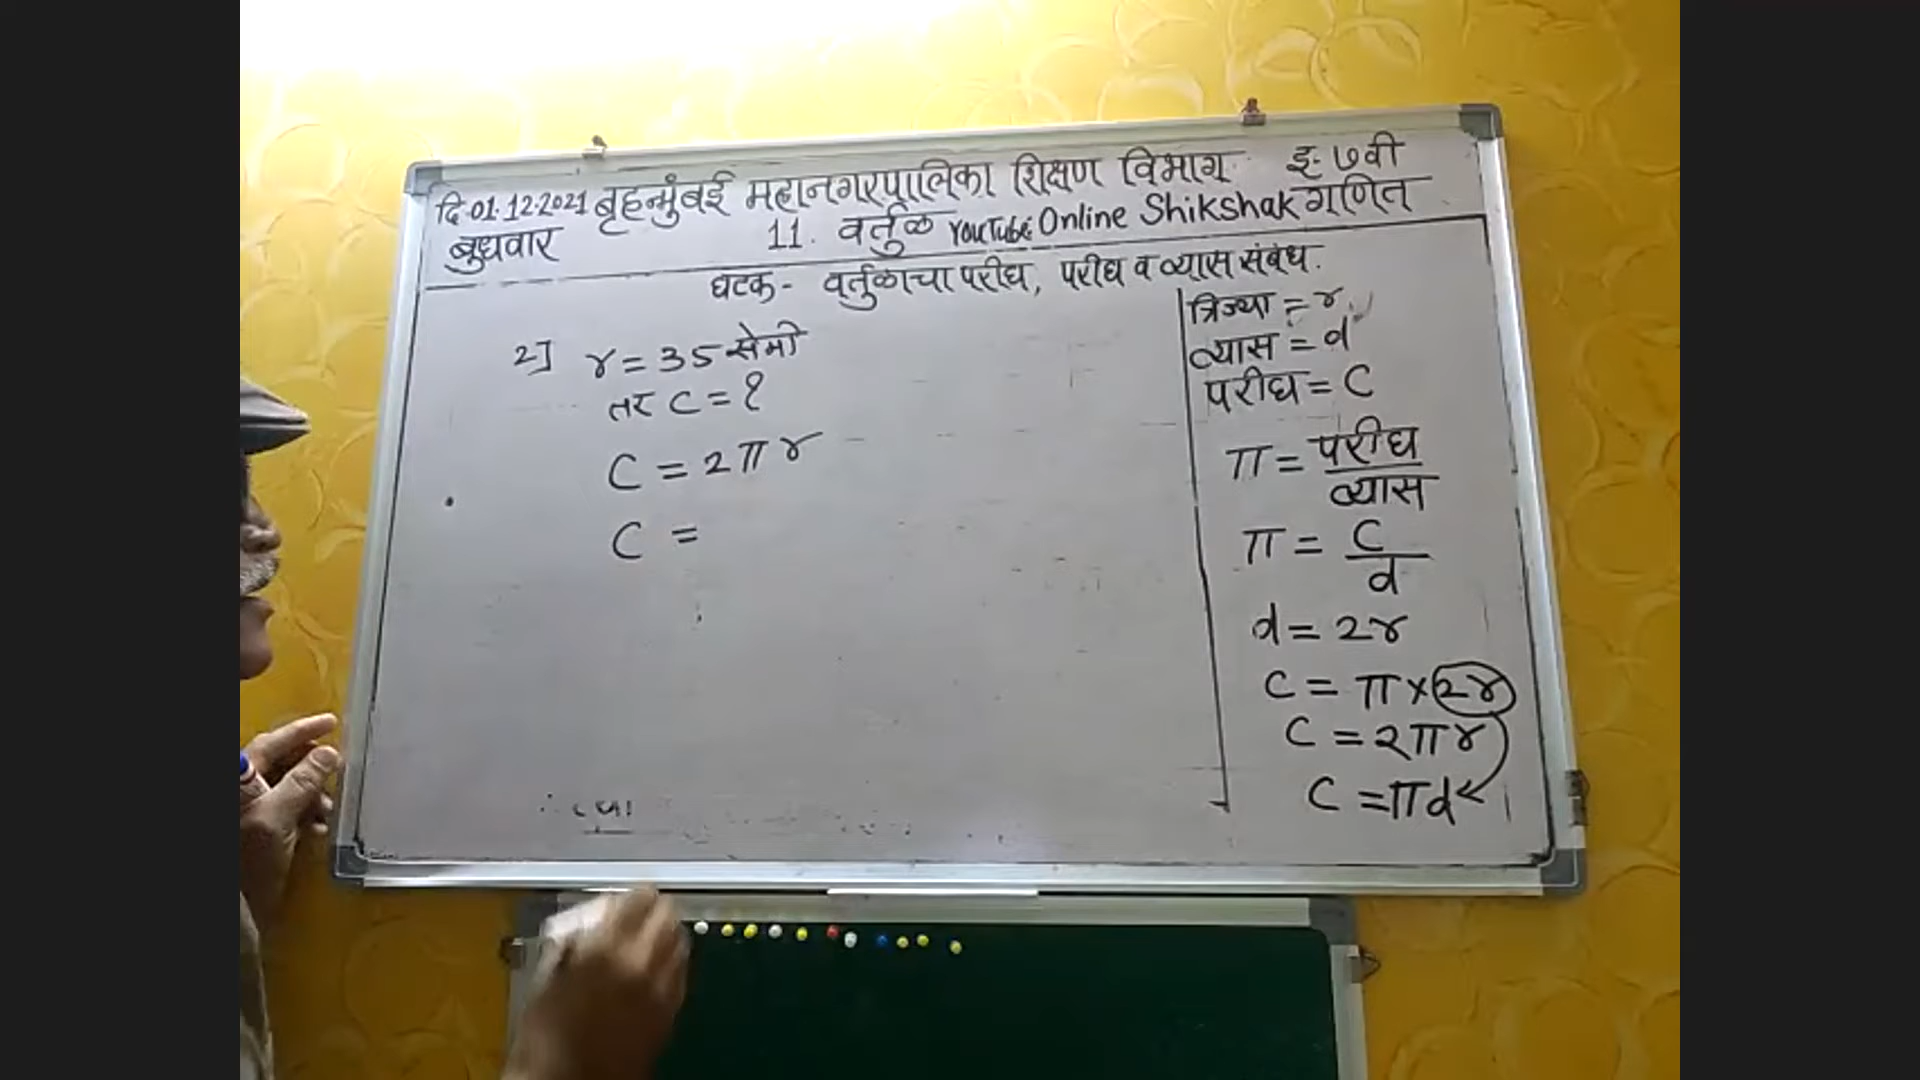 बृहन्मुंबई महानगरपालिका शिक्षण विभाग इ. ७वी
दि.01.12.2021
बुधवार
11. वर्तुळ YouTube: Online Shikshak गणित
घटक - वर्तुळाचा परीघ, परीघ व व्यास संबंध.
2] r = 35 सेमी
तर C = ?
C = 2 π r
C =
त्रिज्या = r
व्यास = d
परीघ = C
π = परीघ
व्यास
π = C
d
d = 2r
C = π × 2r
C = 2πr
C = πd